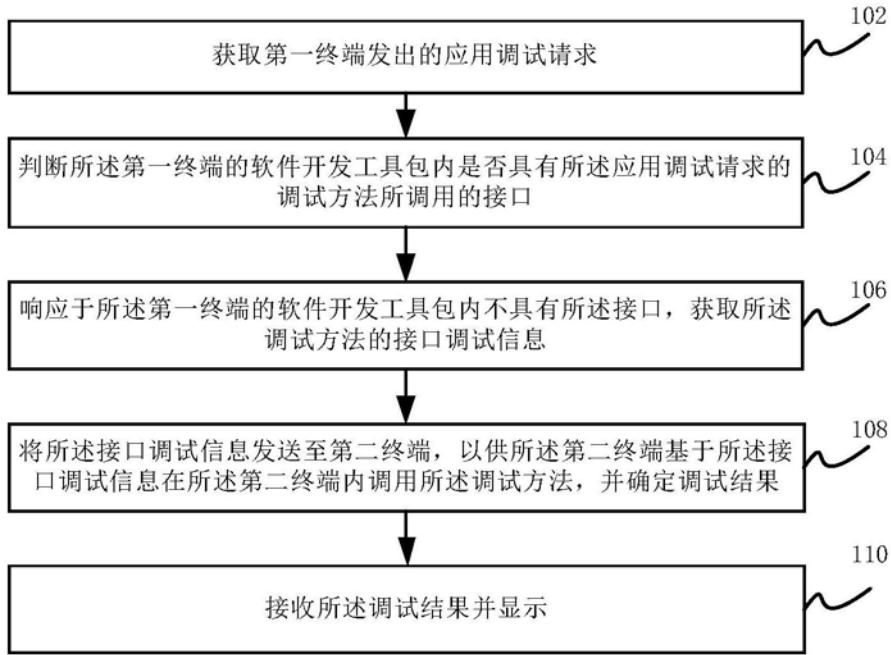 102
获取第一终端发出的应用调试请求
104
判断所述第一终端的软件开发工具包内是否具有所述应用调试请求的
调试方法所调用的接口
106
响应于所述第一终端的软件开发工具包内不具有所述接口，获取所述
调试方法的接口调试信息
108
将所述接口调试信息发送至第二终端，以供所述第二终端基于所述接
口调试信息在所述第二终端内调用所述调试方法，并确定调试结果
110
接收所述调试结果并显示